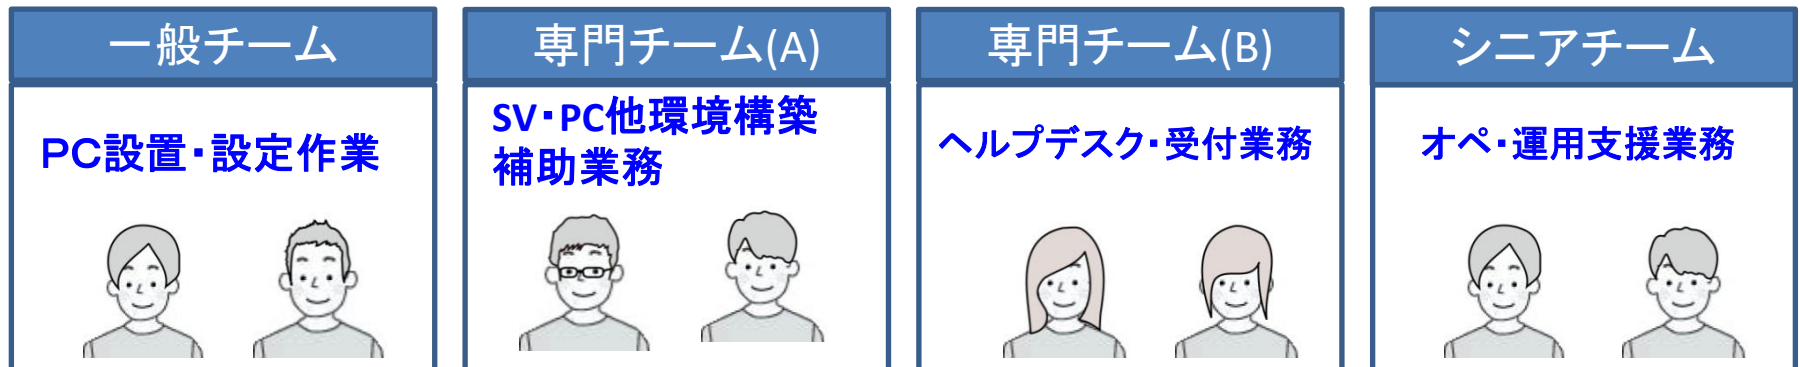 一般チーム
PC設置・設定作業
専門チーム(A)
SV・PC他環境構築
補助業務
専門チーム(B)
ヘルプデスク・受付業務
シニアチーム
オペ・運用支援業務